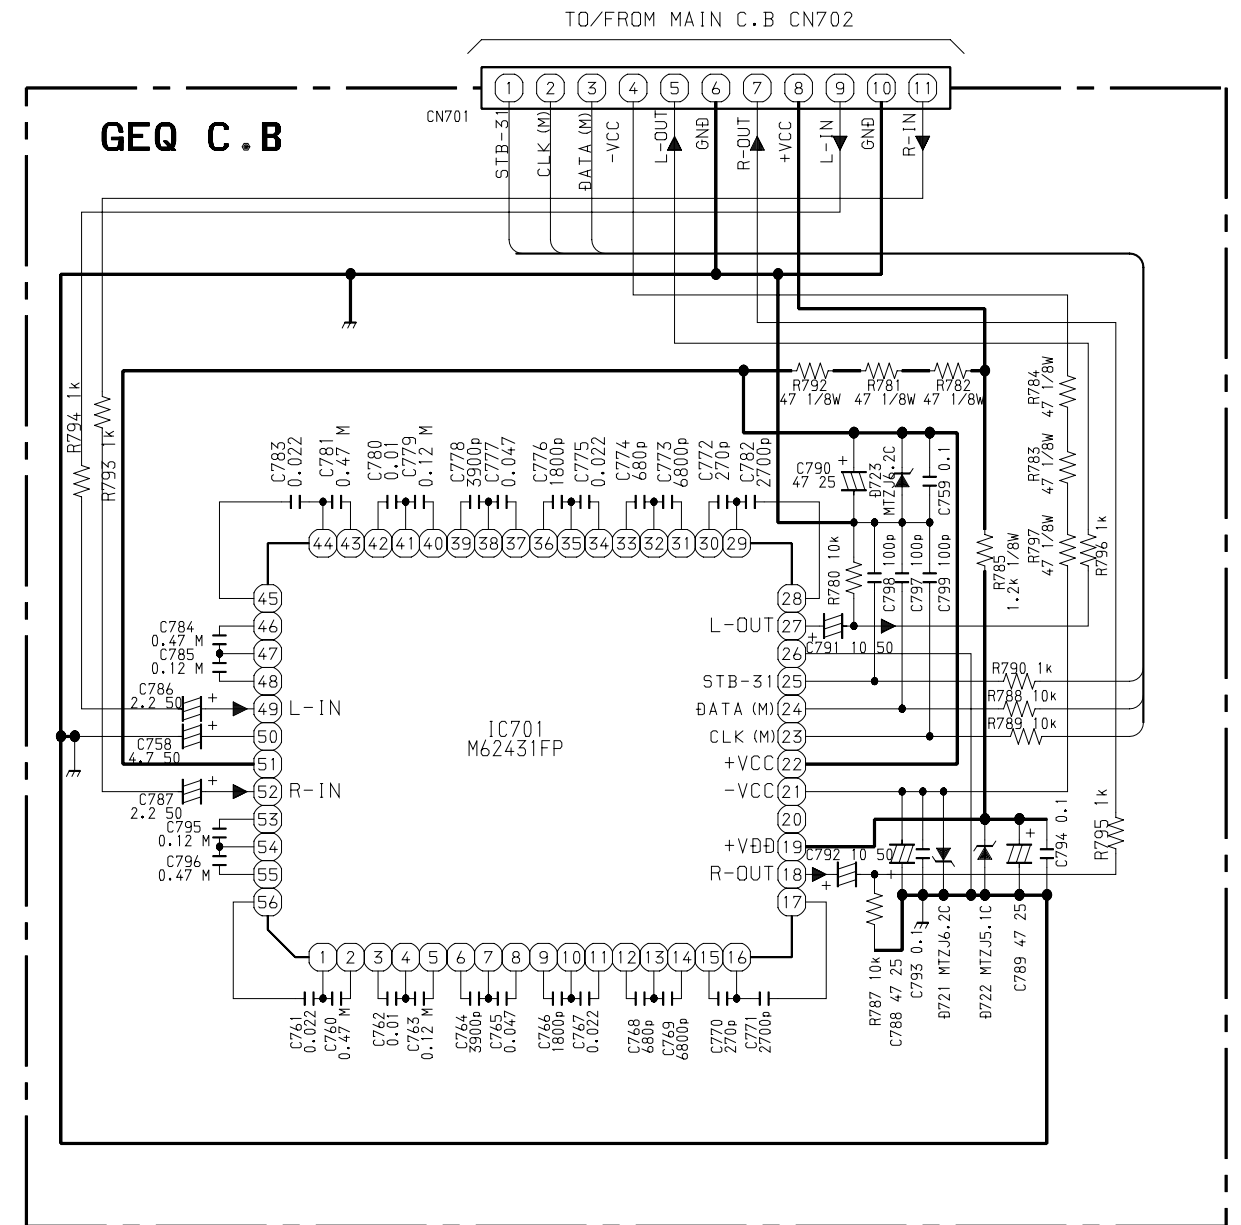 TO/FROM MAIN C.B CN702
1 2 3 4 5 6 7 8 9 10 11
CN701
STB-31
CLK (M)
DATA (M)
-VCC
L-OUT
GND
R-OUT
+VCC
L-IN
GND
R-IN
GEQ C.B
R794 1k
R793 1k
R792
47 1/8W
R781
47 1/8W
R782
47 1/8W
R784
47 1/8W
R783
47 1/8W
R797
47 1/8W
R796 1k
R785
1.2k 1/8W
C783
0.022
C781
0.47 M
C780
0.01
C779
0.12 M
C778
3900p
C777
0.047
C776
1800p
C775
0.022
C774
680p
C773
6800p
C772
270p
C782
2700p
C790
47 25
D723
MTZJ6.2C
C759 0.1
R780 10k
C798 100p
C797 100p
C799 100p
44 43 42 41 40 39 38 37 36 35 34 33 32 31 30 29
45
46
47
48
49
50
51
52
53
54
55
56
C784
0.47 M
C785
0.12 M
C786
2.2 50
C758
4.7 50
C787
2.2 50
C795
0.12 M
C796
0.47 M
L-IN
R-IN
IC701
M62431FP
28
L-OUT 27
26
STB-31 25
DATA (M) 24
CLK (M) 23
+VCC 22
-VCC 21
20
+VDD 19
R-OUT 18
17
C791 10 50
R790 1k
R788 10k
R789 10k
C792 10 50
C794 0.1
R795 1k
R787 10k
C788 47 25
C793 0.1
D721 MTZJ6.2C
D722 MTZJ5.1C
C789 47 25
1 2 3 4 5 6 7 8 9 10 11 12 13 14 15 16
C761
0.022
C760
0.47 M
C762
0.01
C763
0.12 M
C764
3900p
C765
0.047
C766
1800p
C767
0.022
C768
680p
C769
6800p
C770
270p
C771
2700p